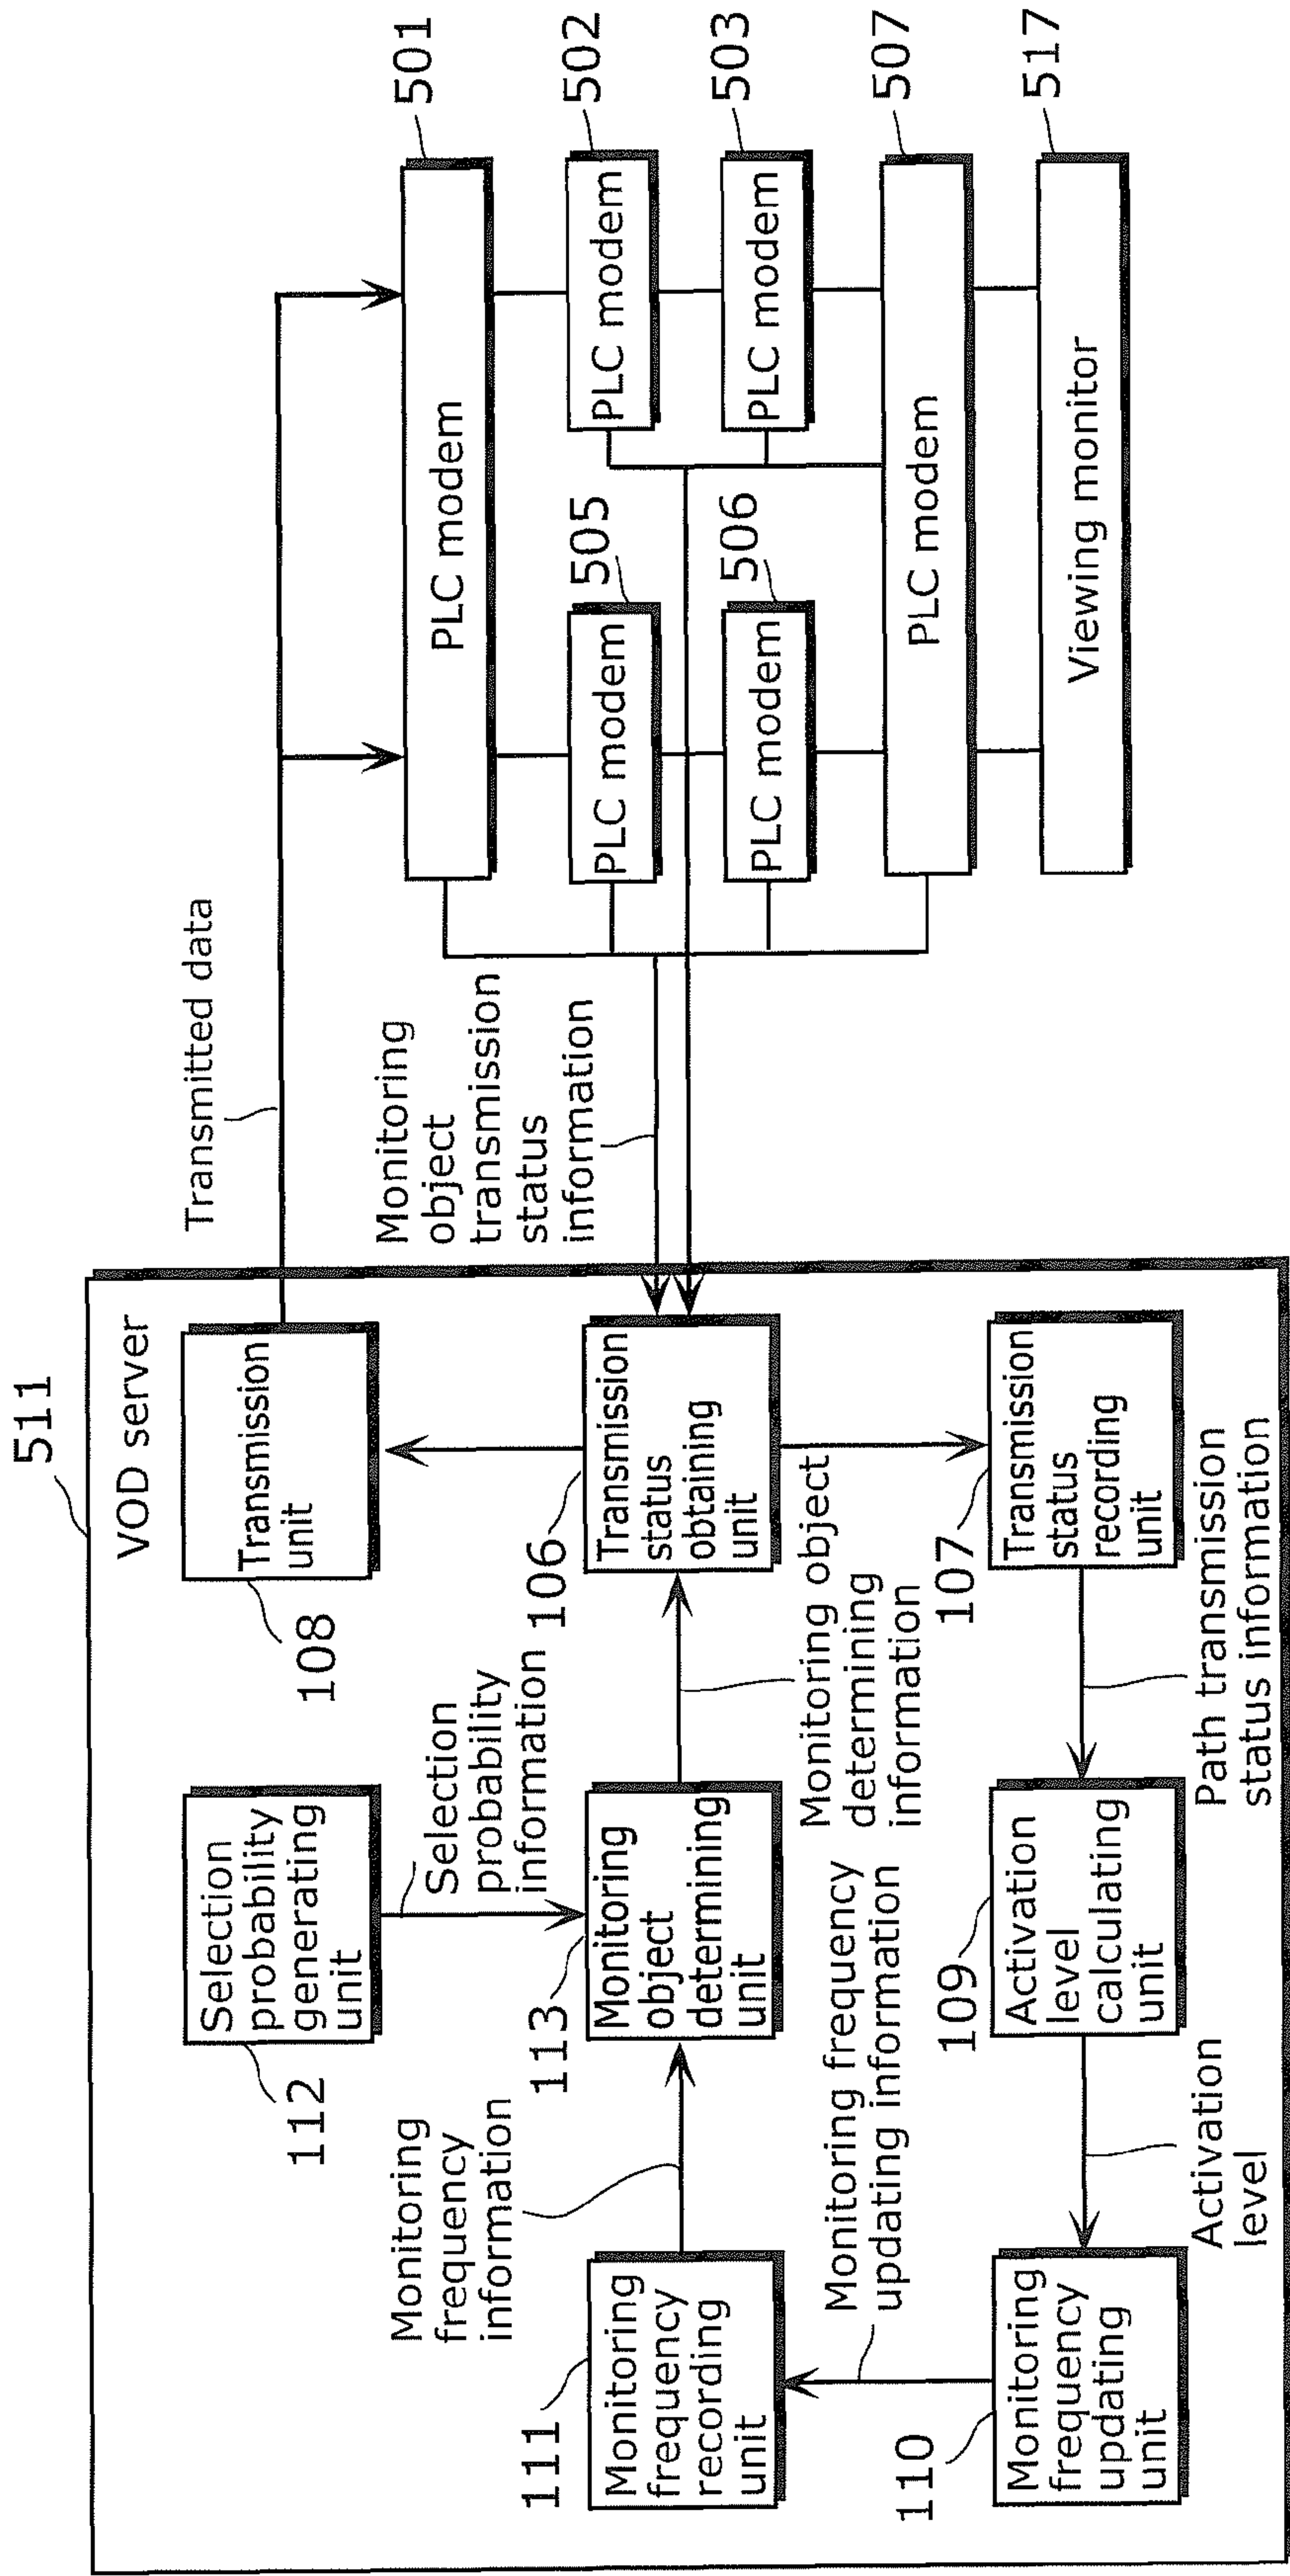 511
VOD server
112
Selection
probability
generating
unit
108
Transmission
unit
Transmitted data
Selection
probability
information
Monitoring
frequency
information
111
Monitoring
frequency
recording
unit
113
Monitoring
object
determining
unit
106
Transmission
status
obtaining
unit
Monitoring
object
transmission
status
information
Monitoring object
determining
information
Monitoring frequency
updating information
110
Monitoring
frequency
updating
unit
109
Activation
level
calculating
unit
107
Transmission
status
recording
unit
Activation
level
Path transmission
status information
501
PLC modem
505
PLC modem
502
PLC modem
506
PLC modem
503
PLC modem
507
PLC modem
517
Viewing monitor